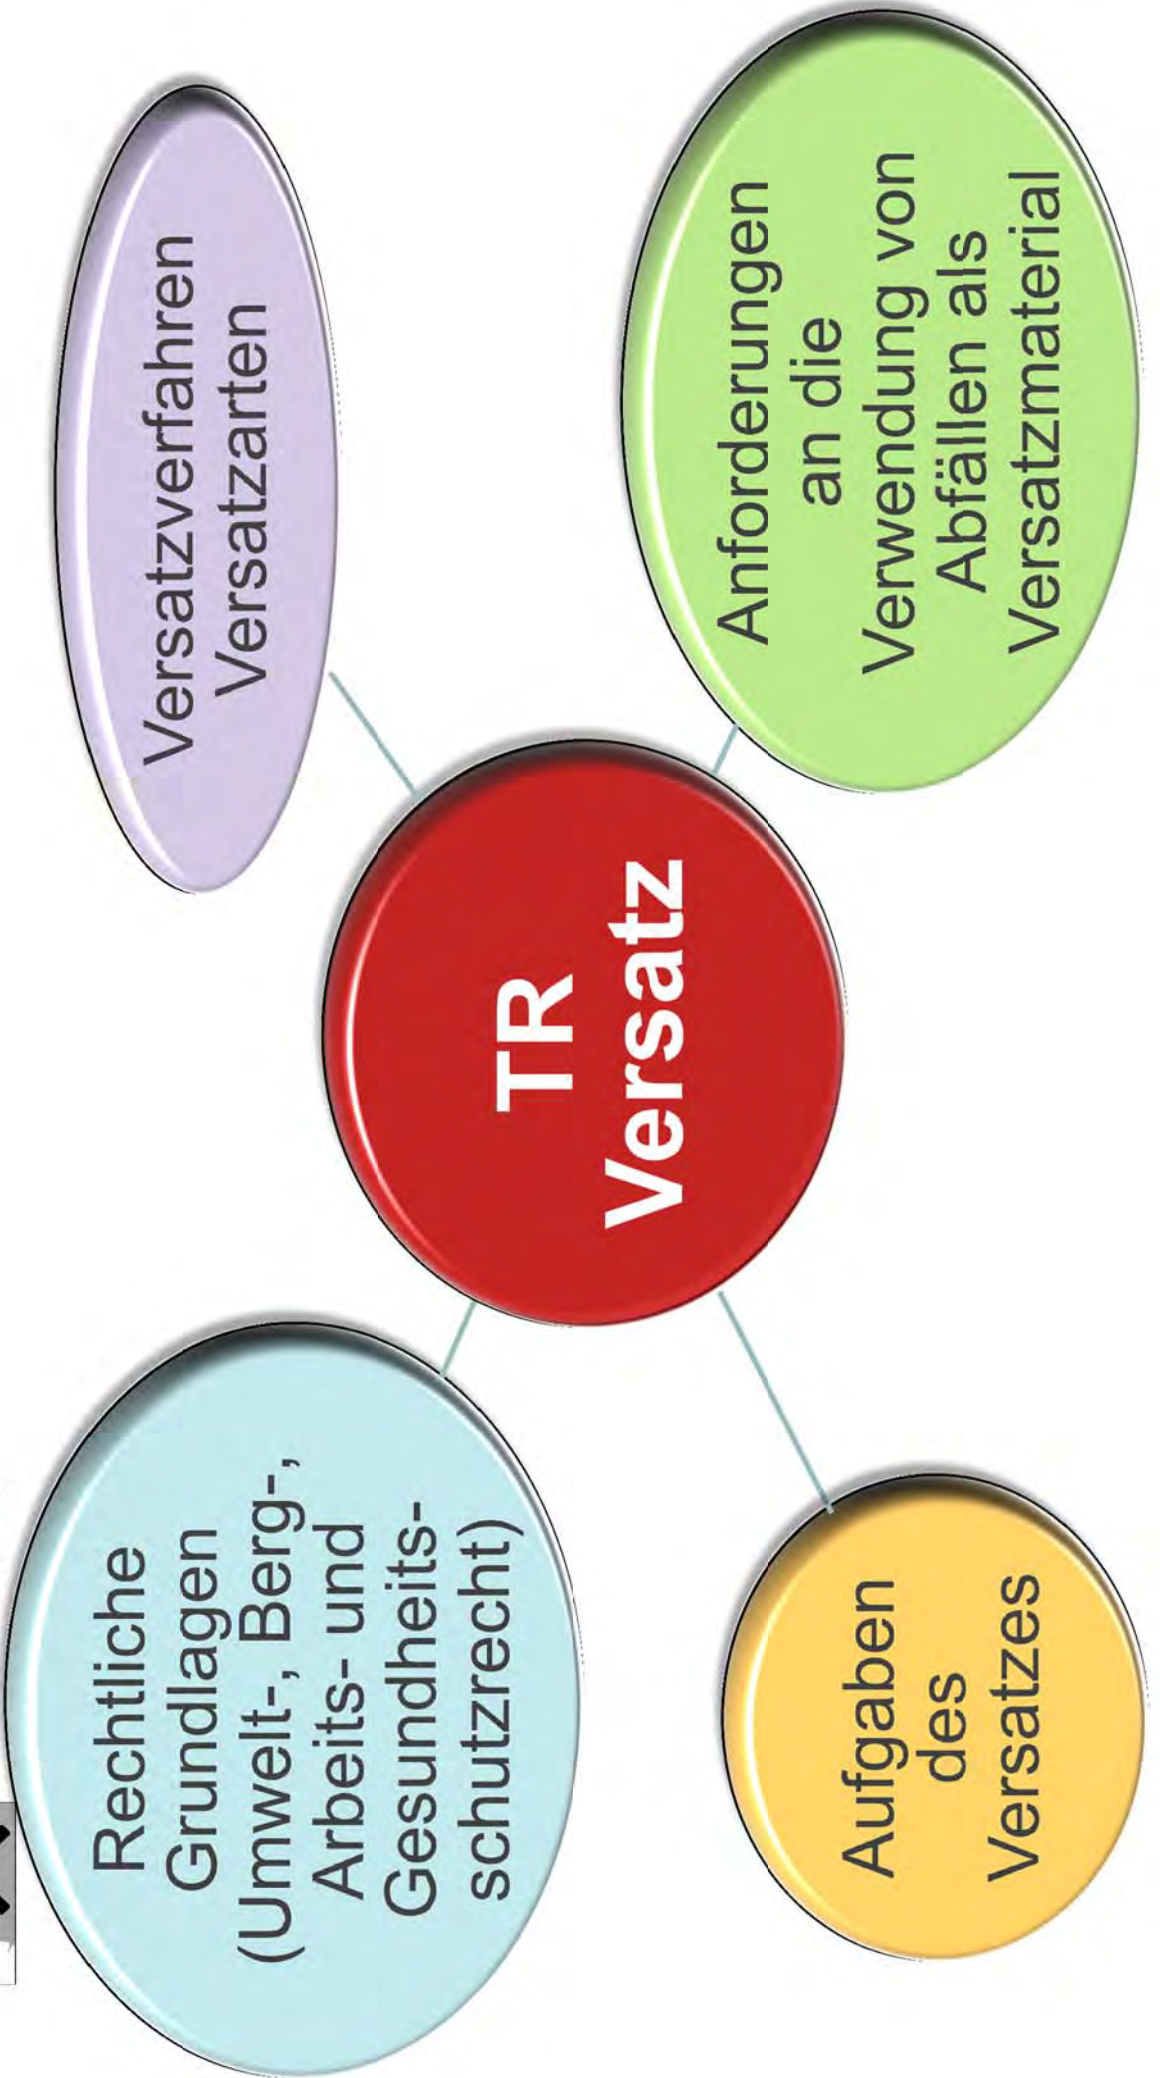 Rechtliche
Grundlagen
(Umwelt-, Berg-,
Arbeits- und
Gesundheits-
schutzrecht)
Versatzverfahren
Versatzarten
TR
Versatz
Aufgaben
des
Versatzes
Anforderungen
an die
Verwendung von
Abfällen als
Versatzmaterial